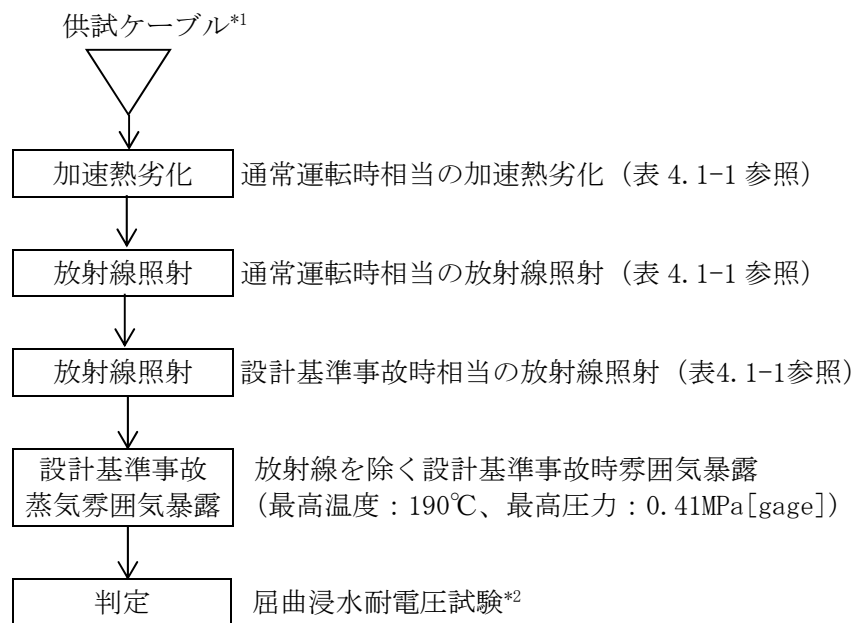 供試ケーブル*1
加速熱劣化 通常運転時相当の加速熱劣化（表 4.1-1 参照）
放射線照射 通常運転時相当の放射線照射（表 4.1-1 参照）
放射線照射 設計基準事故時相当の放射線照射（表4.1-1参照）
設計基準事故 放射線を除く設計基準事故時雰囲気暴露
蒸気雰囲気暴露 （最高温度：190℃、最高圧力：0.41MPa[gage]）
判定 屈曲浸水耐電圧試験*2